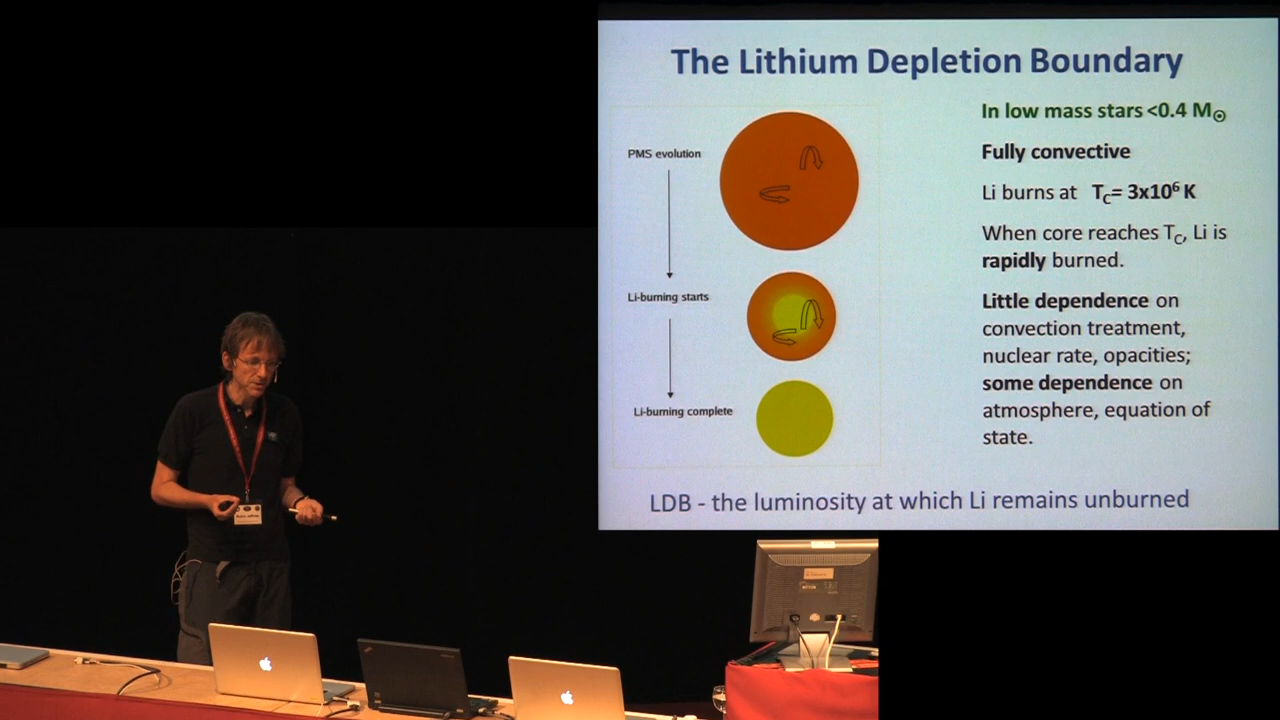 The Lithium Depletion Boundary
In low mass stars <0.4 M☉
PMS evolution
Fully convective
Li burns at T_C= 3x10⁶ K
When core reaches T_C, Li is
rapidly burned.
Li-burning starts
Little dependence on
convection treatment,
nuclear rate, opacities;
some dependence on
atmosphere, equation of
state.
Li-burning complete
LDB - the luminosity at which Li remains unburned